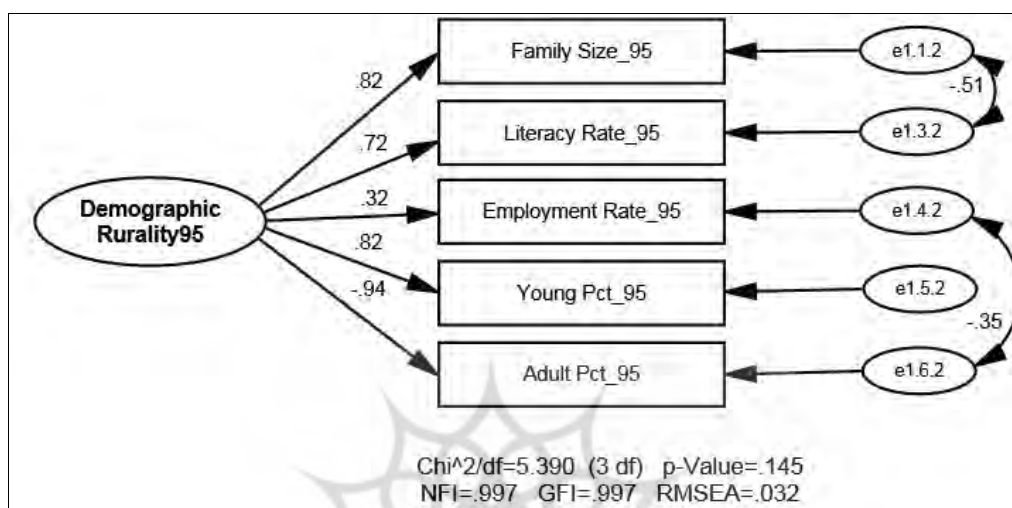 Family Size_95
e1.1.2
.82
-.51
Literacy Rate_95
e1.3.2
.72
Demographic
Rurality95
.32
Employment Rate_95
e1.4.2
.82
Young Pct_95
e1.5.2
-.94
-.35
Adult Pct_95
e1.6.2
Chi^2/df=5.390 (3 df) p-Value=.145
NFI=.997 GFI=.997 RMSEA=.032